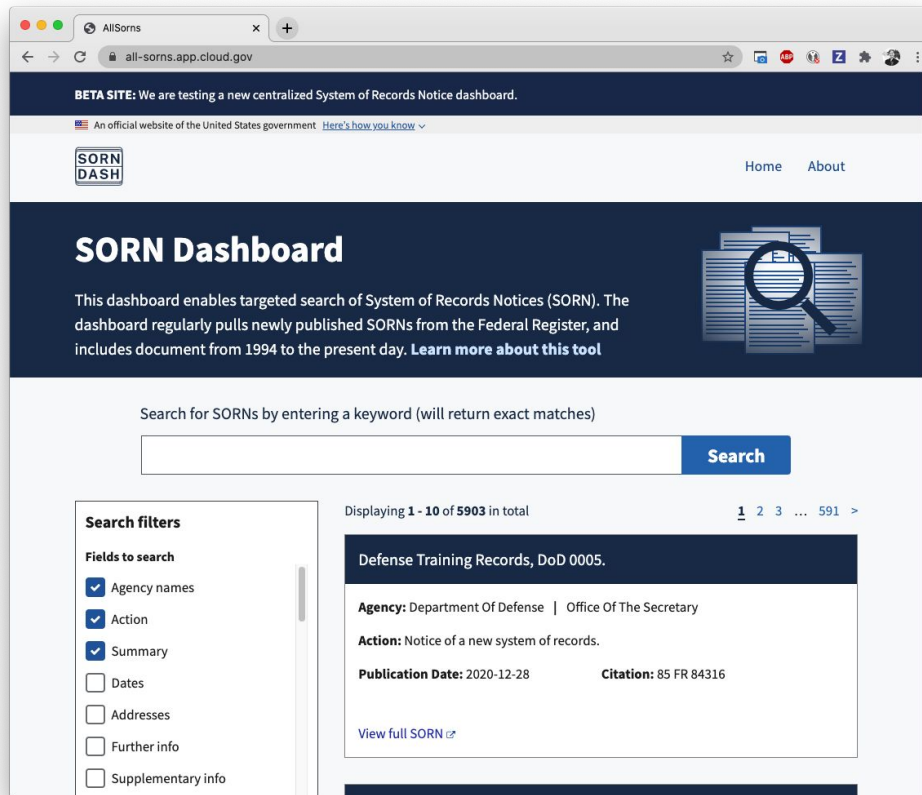 AllSorns
all-sorns.app.cloud.gov
ABP
Z
BETA SITE: We are testing a new centralized System of Records Notice dashboard.
An official website of the United States government Here's how you know
SORN
DASH
Home About
SORN Dashboard
This dashboard enables targeted search of System of Records Notices (SORN). The
dashboard regularly pulls newly published SORNs from the Federal Register, and
includes document from 1994 to the present day. Learn more about this tool
Search for SORNs by entering a keyword (will return exact matches)
Search
Search filters
Fields to search
Agency names
Action
Summary
Dates
Addresses
Further info
Supplementary info
Displaying 1 - 10 of 5903 in total
1 2 3 … 591 >
Defense Training Records, DoD 0005.
Agency: Department Of Defense | Office Of The Secretary
Action: Notice of a new system of records.
Publication Date: 2020-12-28 Citation: 85 FR 84316
View full SORN